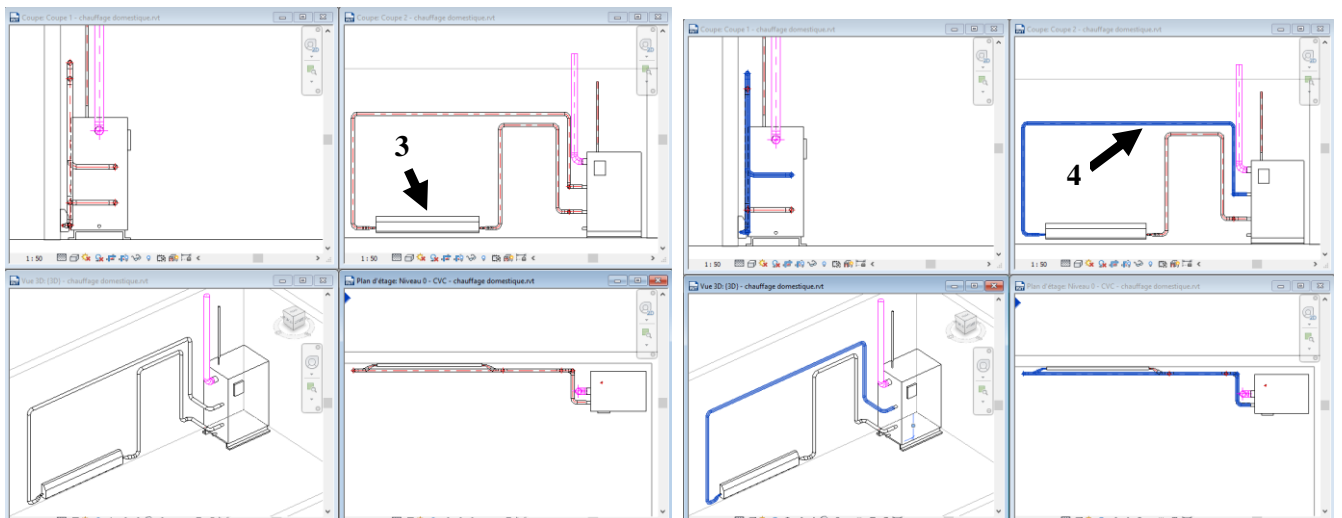 Coupe: Coupe 1 - chauffage domestique.rvt
Coupe: Coupe 2 - chauffage domestique.rvt
3
1 : 50
1 : 50
Vue 3D: {3D} - chauffage domestique.rvt
Plan d'étage: Niveau 0 - CVC - chauffage domestique.rvt
Coupe: Coupe 1 - chauffage domestique.rvt
Coupe: Coupe 2 - chauffage domestique.rvt
4
1 : 50
1 : 50
Vue 3D: {3D} - chauffage domestique.rvt
Plan d'étage: Niveau 0 - CVC - chauffage domestique.rvt